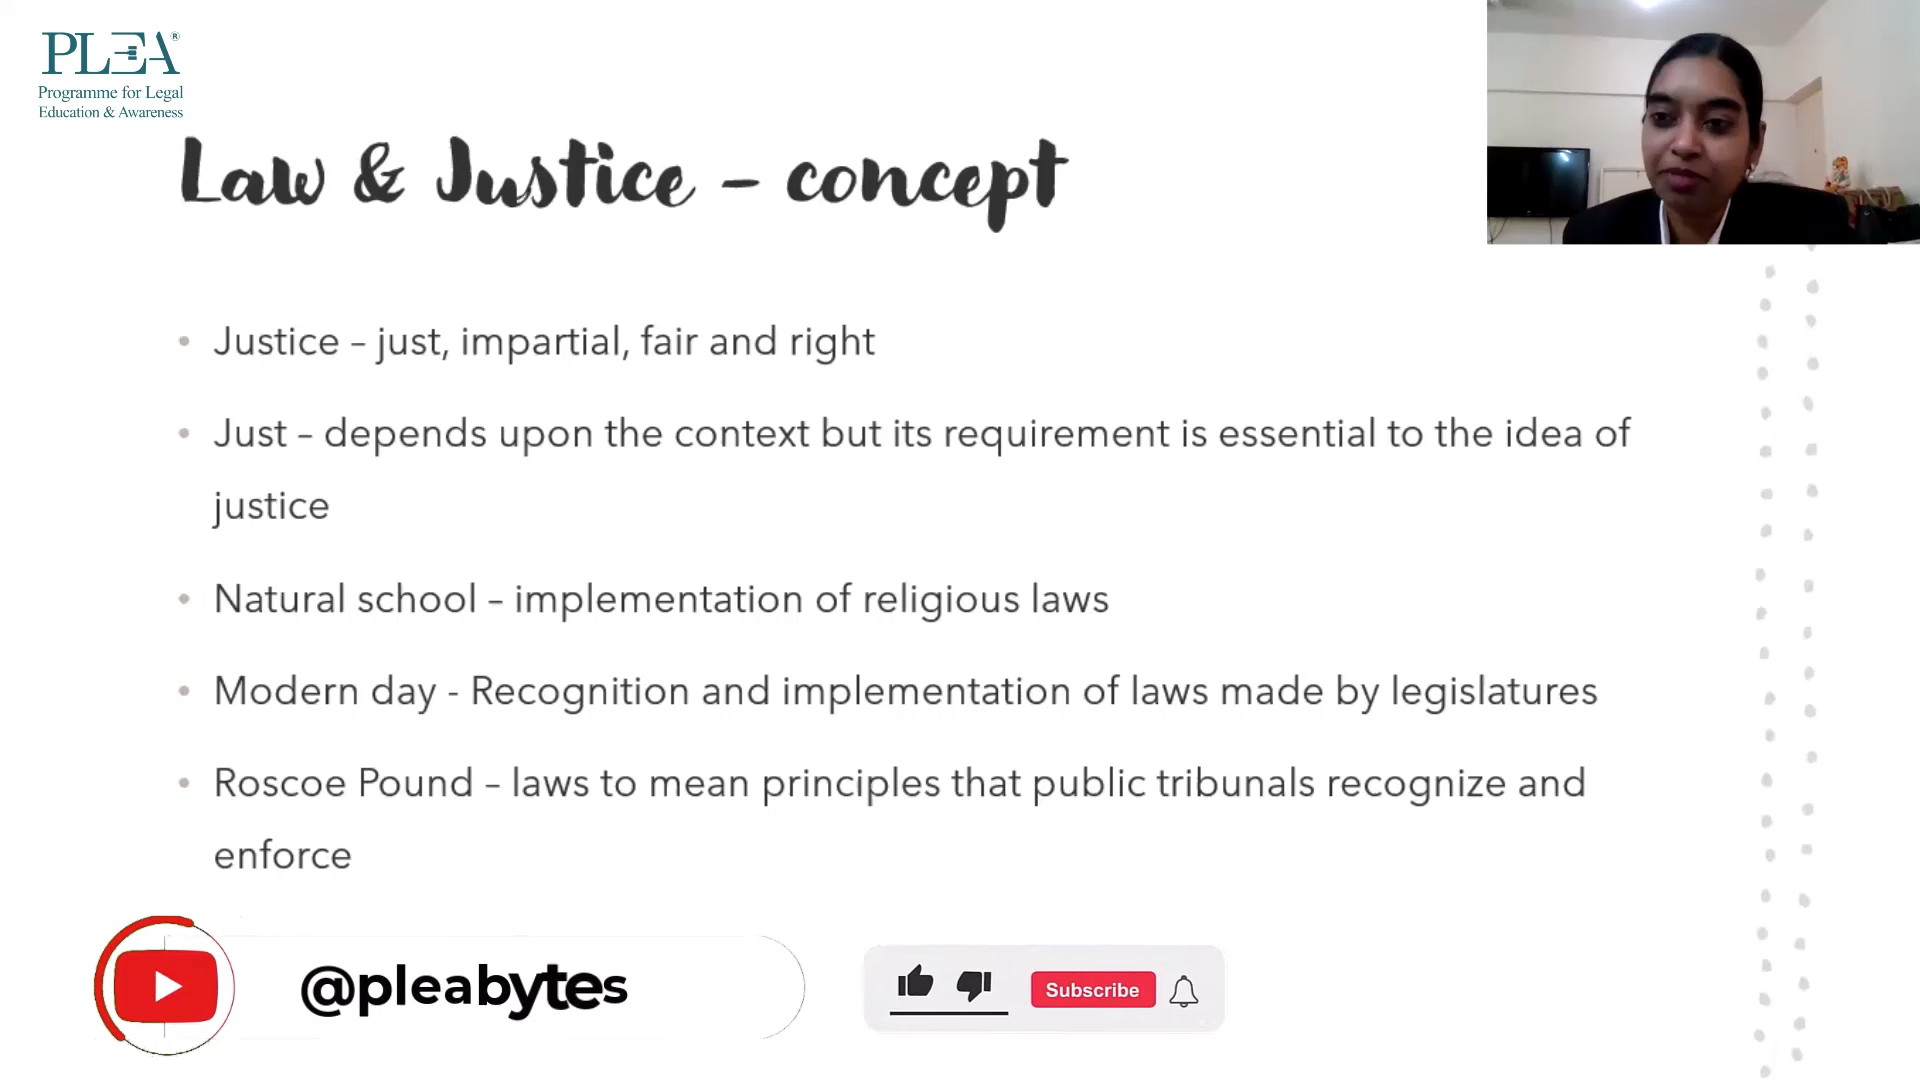 PLEA®
Programme for Legal
Education & Awareness
Law & Justice – concept
• Justice – just, impartial, fair and right
• Just – depends upon the context but its requirement is essential to the idea of
justice
• Natural school – implementation of religious laws
• Modern day - Recognition and implementation of laws made by legislatures
• Roscoe Pound – laws to mean principles that public tribunals recognize and
enforce
@pleabytes
Subscribe